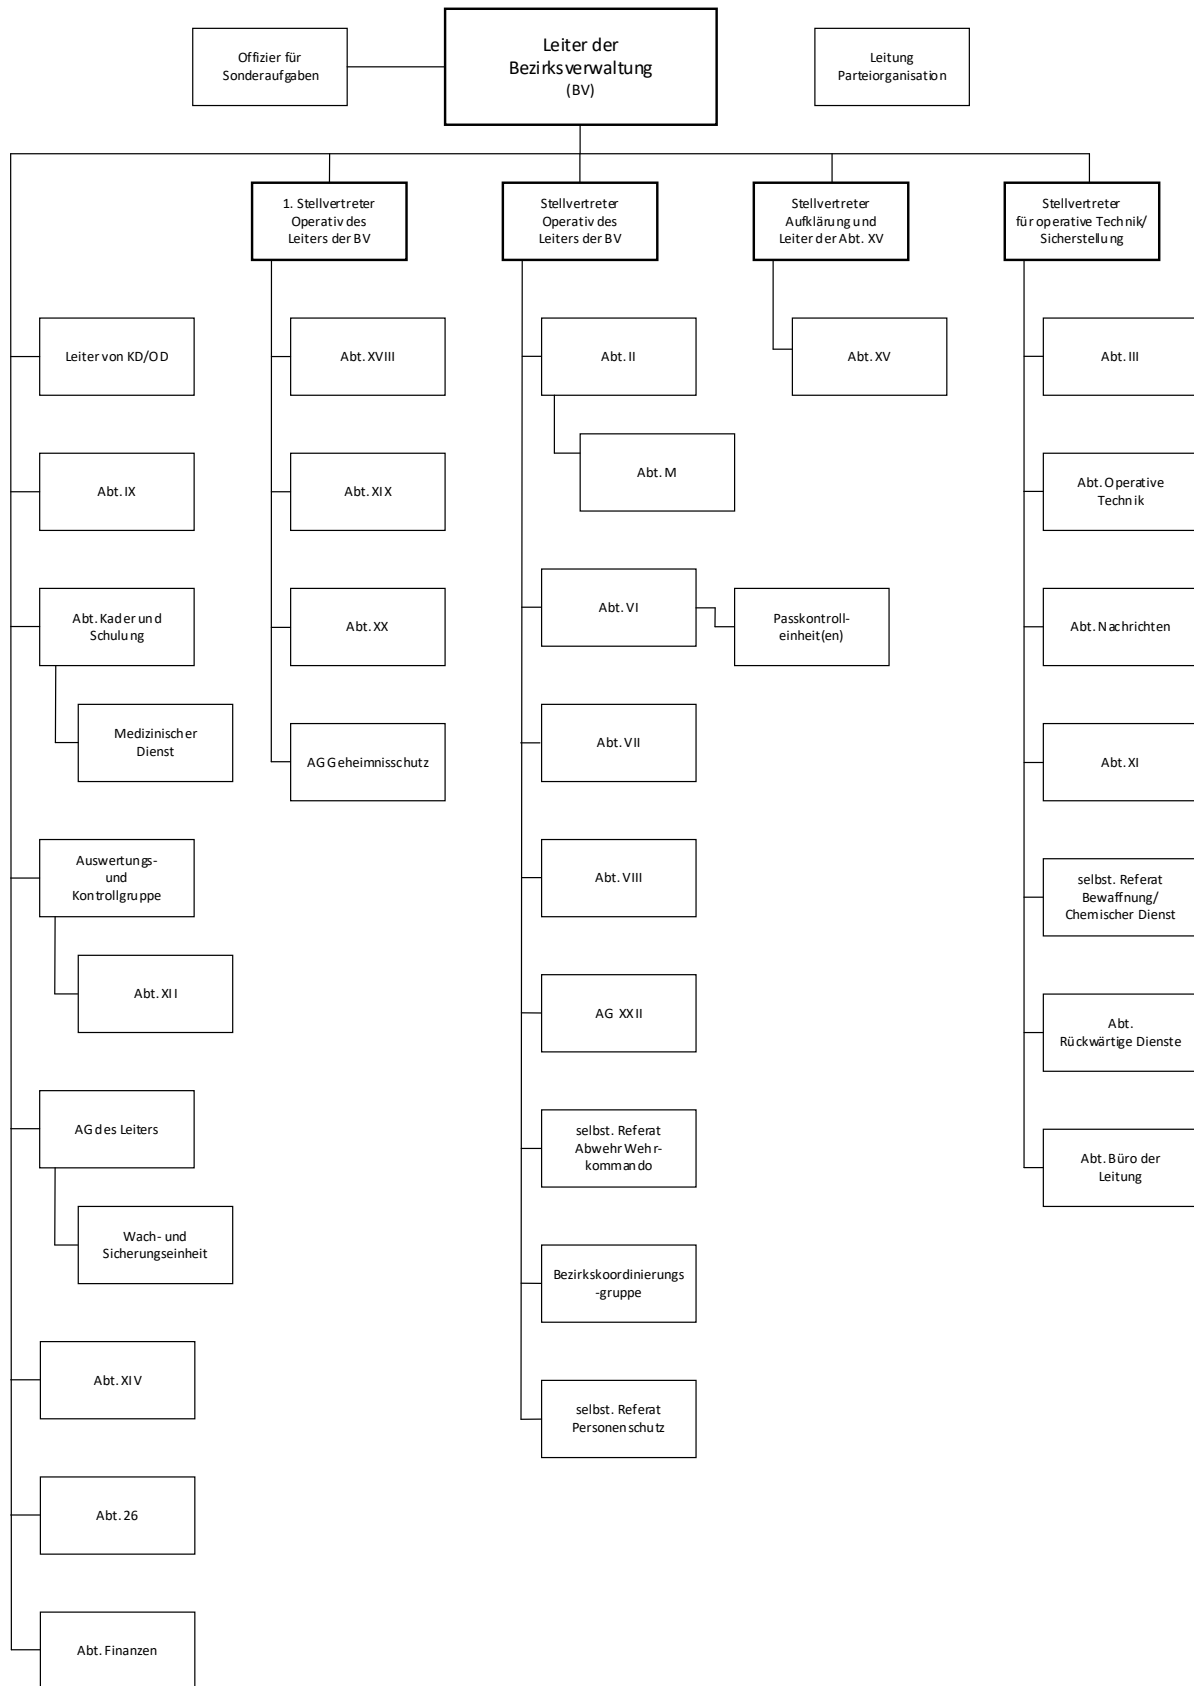 Offizier für
Sonderaufgaben
Leiter der
Bezirksverwaltung
(BV)
Leitung
Parteiorganisation
1. Stellvertreter
Operativ des
Leiters der BV
Stellvertreter
Operativ des
Leiters der BV
Stellvertreter
Aufklärung und
Leiter der Abt. XV
Stellvertreter
für operative Technik/
Sicherstellung
Leiter von KD/OD
Abt. IX
Abt. Kader und
Schulung
Medizinischer
Dienst
Auswertungs-
und
Kontrollgruppe
Abt. XII
AG des Leiters
Wach- und
Sicherungseinheit
Abt. XIV
Abt. 26
Abt. Finanzen
Abt. XVIII
Abt. XIX
Abt. XX
AG Geheimnisschutz
Abt. II
Abt. M
Abt. VI
Passkontroll-
einheit(en)
Abt. VII
Abt. VIII
AG XXII
selbst. Referat
Abwehr Wehr-
kommando
Bezirkskoordinierungs
-gruppe
selbst. Referat
Personenschutz
Abt. XV
Abt. III
Abt. Operative
Technik
Abt. Nachrichten
Abt. XI
selbst. Referat
Bewaffnung/
Chemischer Dienst
Abt.
Rückwärtige Dienste
Abt. Büro der
Leitung